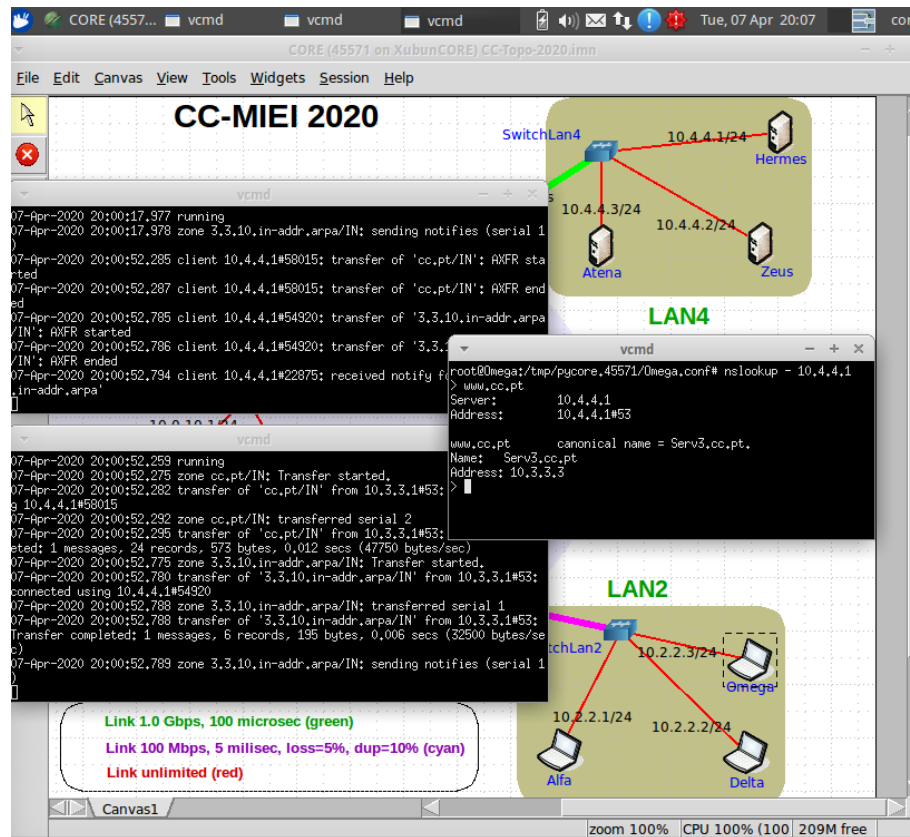 CORE (4557... vcmd vcmd vcmd Tue, 07 Apr 20:07 cor
CORE (45571 on XubunCORE) CC-Topo-2020.imn
File Edit Canvas View Tools Widgets Session Help
CC-MIEI 2020
SwitchLan4
10.4.4.1/24
Hermes
10.4.4.3/24
10.4.4.2/24
Atena
Zeus
LAN4
vcmd
07-Apr-2020 20:00:17.977 running
07-Apr-2020 20:00:17.978 zone 3.3.10.in-addr.arpa/IN: sending notifies (serial 1
)
07-Apr-2020 20:00:52.285 client 10.4.4.1#58015: transfer of 'cc.pt/IN': AXFR sta
rted
07-Apr-2020 20:00:52.287 client 10.4.4.1#58015: transfer of 'cc.pt/IN': AXFR end
ed
07-Apr-2020 20:00:52.785 client 10.4.4.1#54920: transfer of '3.3.10.in-addr.arpa
/IN': AXFR started
07-Apr-2020 20:00:52.786 client 10.4.4.1#54920: transfer of '3.3.
/IN': AXFR ended
07-Apr-2020 20:00:52.794 client 10.4.4.1#22875: received notify f
.in-addr.arpa'
vcmd
root@Omega:/tmp/pycore.45571/Omega.conf# nslookup - 10.4.4.1
> www.cc.pt
Server: 10.4.4.1
Address: 10.4.4.1#53
www.cc.pt canonical name = Serv3.cc.pt.
Name: Serv3.cc.pt
Address: 10.3.3.3
>
vcmd
07-Apr-2020 20:00:52.259 running
07-Apr-2020 20:00:52.275 zone cc.pt/IN: Transfer started.
07-Apr-2020 20:00:52.282 transfer of 'cc.pt/IN' from 10.3.3.1#53:
g 10.4.4.1#58015
07-Apr-2020 20:00:52.292 zone cc.pt/IN: transferred serial 2
07-Apr-2020 20:00:52.295 transfer of 'cc.pt/IN' from 10.3.3.1#53:
eted: 1 messages, 24 records, 573 bytes, 0.012 secs (47750 bytes/sec)
07-Apr-2020 20:00:52.775 zone 3.3.10.in-addr.arpa/IN: Transfer started.
07-Apr-2020 20:00:52.780 transfer of '3.3.10.in-addr.arpa/IN' from 10.3.3.1#53:
connected using 10.4.4.1#54920
07-Apr-2020 20:00:52.788 zone 3.3.10.in-addr.arpa/IN: transferred serial 1
07-Apr-2020 20:00:52.788 transfer of '3.3.10.in-addr.arpa/IN' from 10.3.3.1#53:
Transfer completed: 1 messages, 6 records, 195 bytes, 0.006 secs (32500 bytes/se
c)
07-Apr-2020 20:00:52.789 zone 3.3.10.in-addr.arpa/IN: sending notifies (serial 1
)
LAN2
tchLan2
10.2.2.3/24
Omega
10.2.2.1/24
10.2.2.2/24
Alfa
Delta
Link 1.0 Gbps, 100 microsec (green)
Link 100 Mbps, 5 milisec, loss=5%, dup=10% (cyan)
Link unlimited (red)
Canvas1
zoom 100% CPU 100% (100 209M free